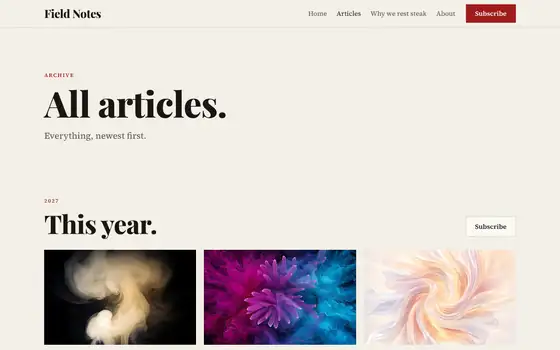 Field Notes
Home Articles Why we rest steak About Subscribe
ARCHIVE
All articles.
Everything, newest first.
2027
This year.
Subscribe